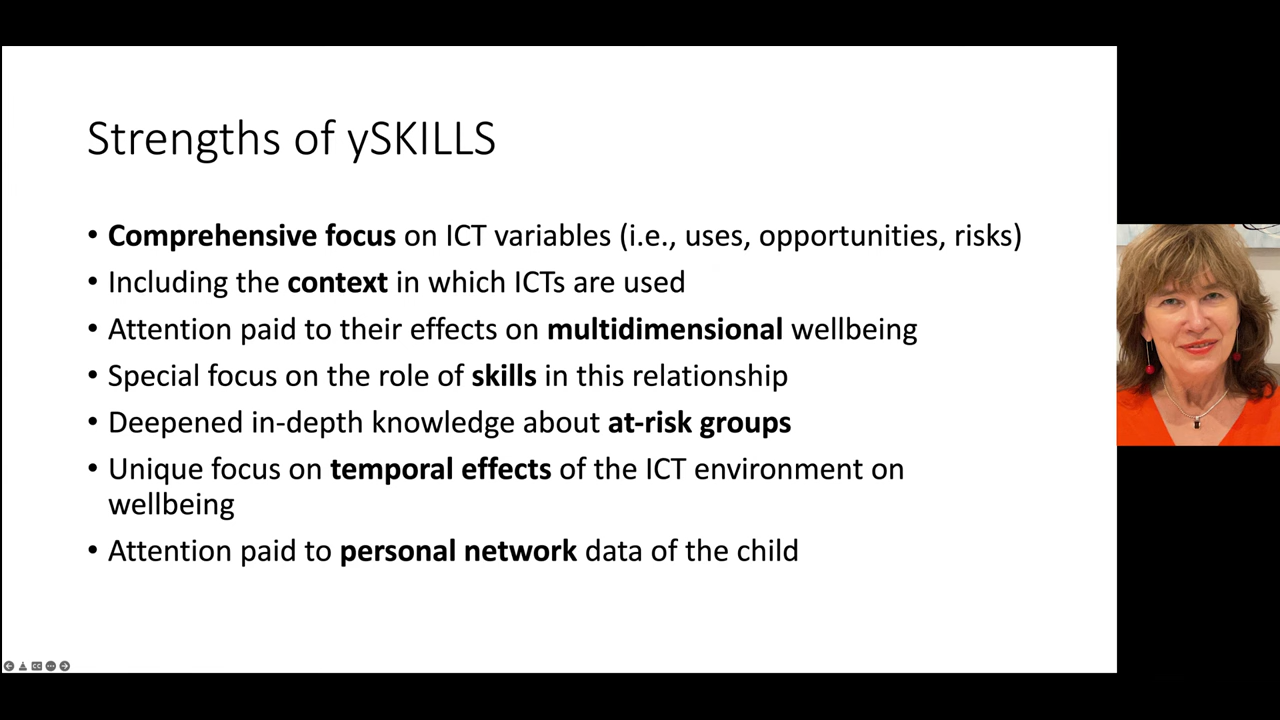 Strengths of ySKILLS
• Comprehensive focus on ICT variables (i.e., uses, opportunities, risks)
• Including the context in which ICTs are used
• Attention paid to their effects on multidimensional wellbeing
• Special focus on the role of skills in this relationship
• Deepened in-depth knowledge about at-risk groups
• Unique focus on temporal effects of the ICT environment on
wellbeing
• Attention paid to personal network data of the child